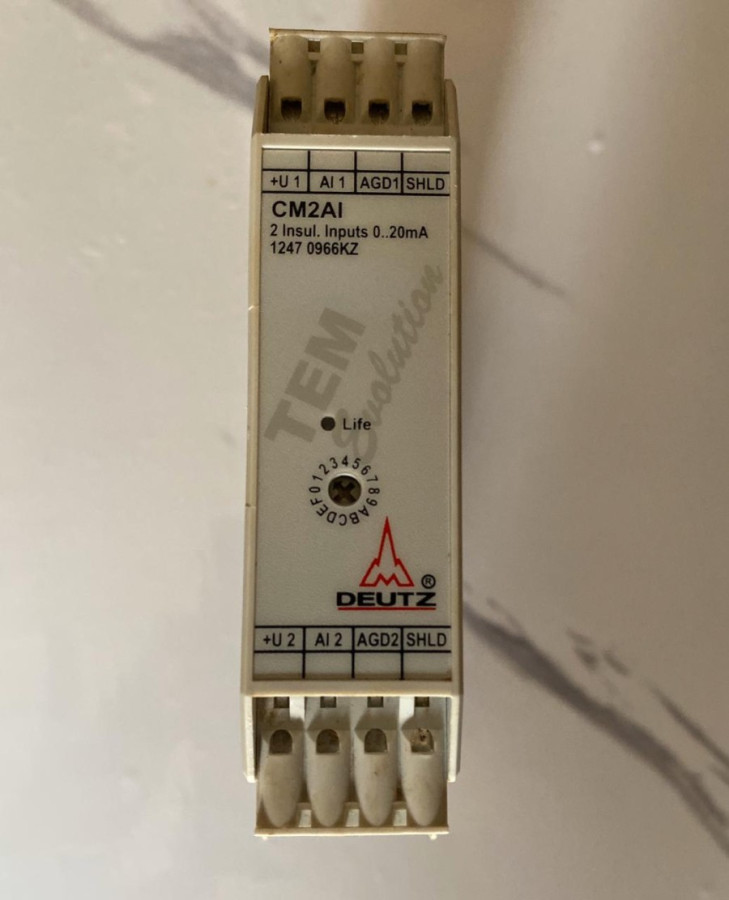 +U 1 AI 1 AGD1 SHLD
CM2AI
2 Insul. Inputs 0..20mA
1247 0966KZ
TEM
Evolution
Life
0123456789ABCDEF
DEUTZ®
+U 2 AI 2 AGD2 SHLD